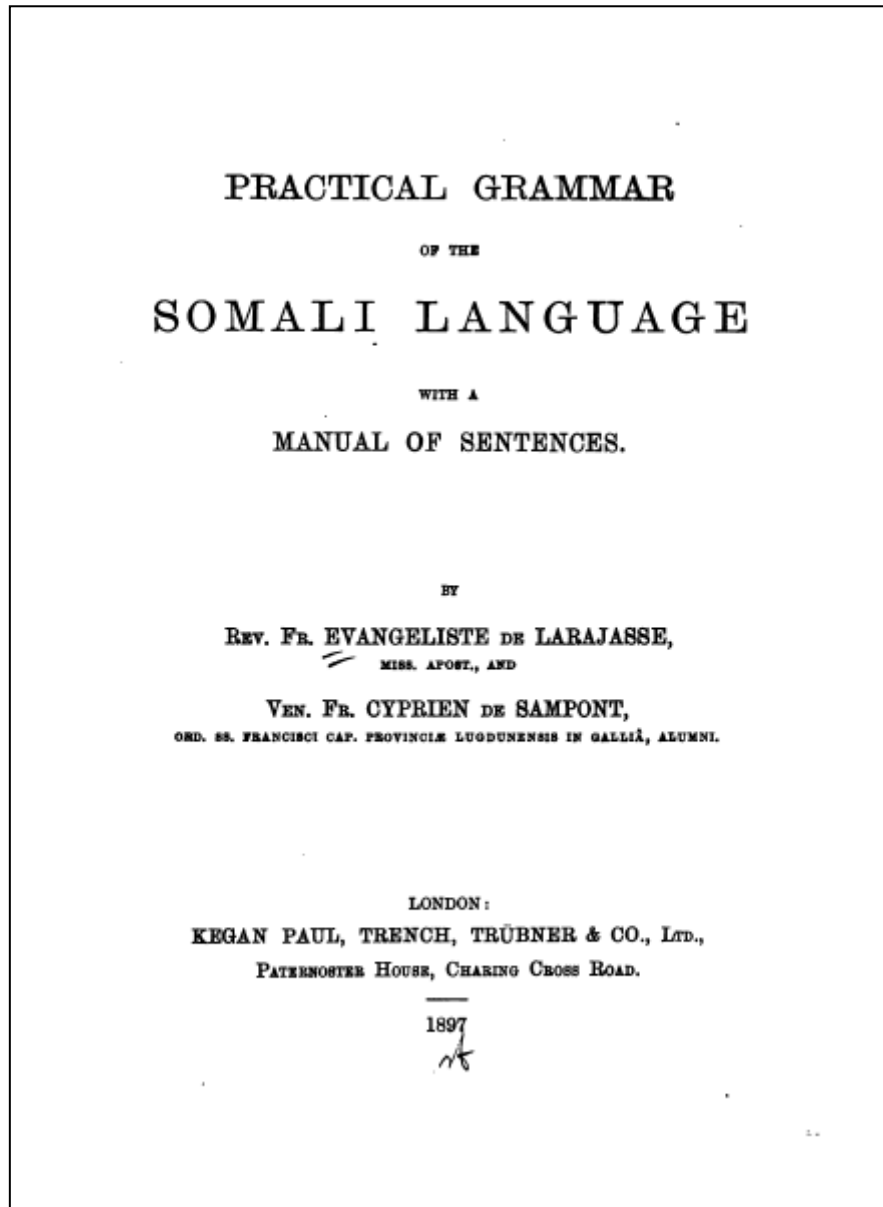 PRACTICAL GRAMMAR
OF THE
SOMALI LANGUAGE
WITH A
MANUAL OF SENTENCES.
BY
REV. FR. EVANGELISTE DE LARAJASSE,
MISS. APOST., AND
VEN. FR. CYPRIEN DE SAMPONT,
ORD. SS. FRANCISCI CAP. PROVINCIÆ LUGDUNENSIS IN GALLIÂ, ALUMNI.
LONDON:
KEGAN PAUL, TRENCH, TRÜBNER & CO., LTD.,
PATERNOSTER HOUSE, CHARING CROSS ROAD.
1897